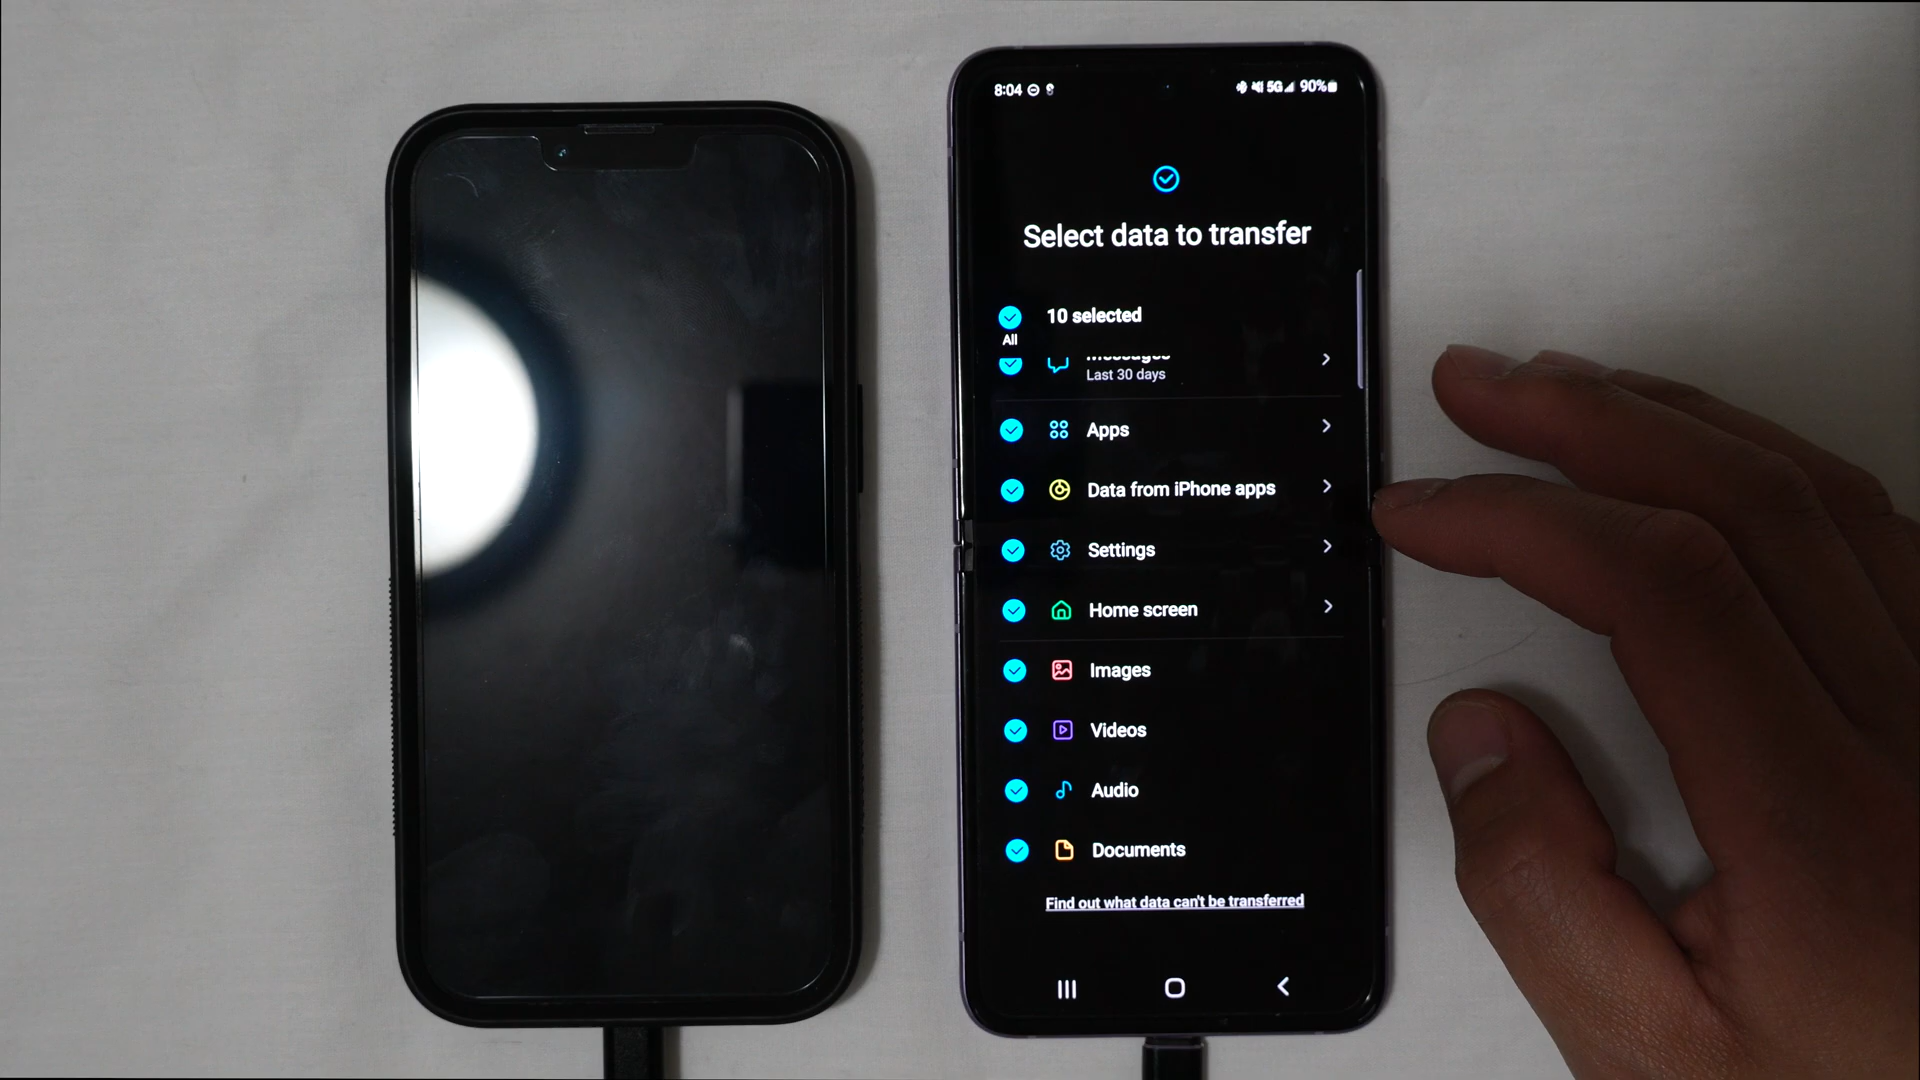 8:04
5G 90%
Select data to transfer
10 selected
All
Messages
Last 30 days
Apps
Data from iPhone apps
Settings
Home screen
Images
Videos
Audio
Documents
Find out what data can't be transferred